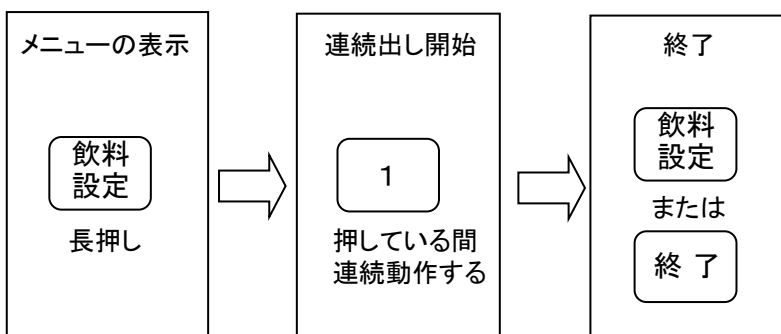 メニューの表示
飲料
設定
長押し
連続出し開始
1
押している間
連続動作する
終了
飲料
設定
または
終 了